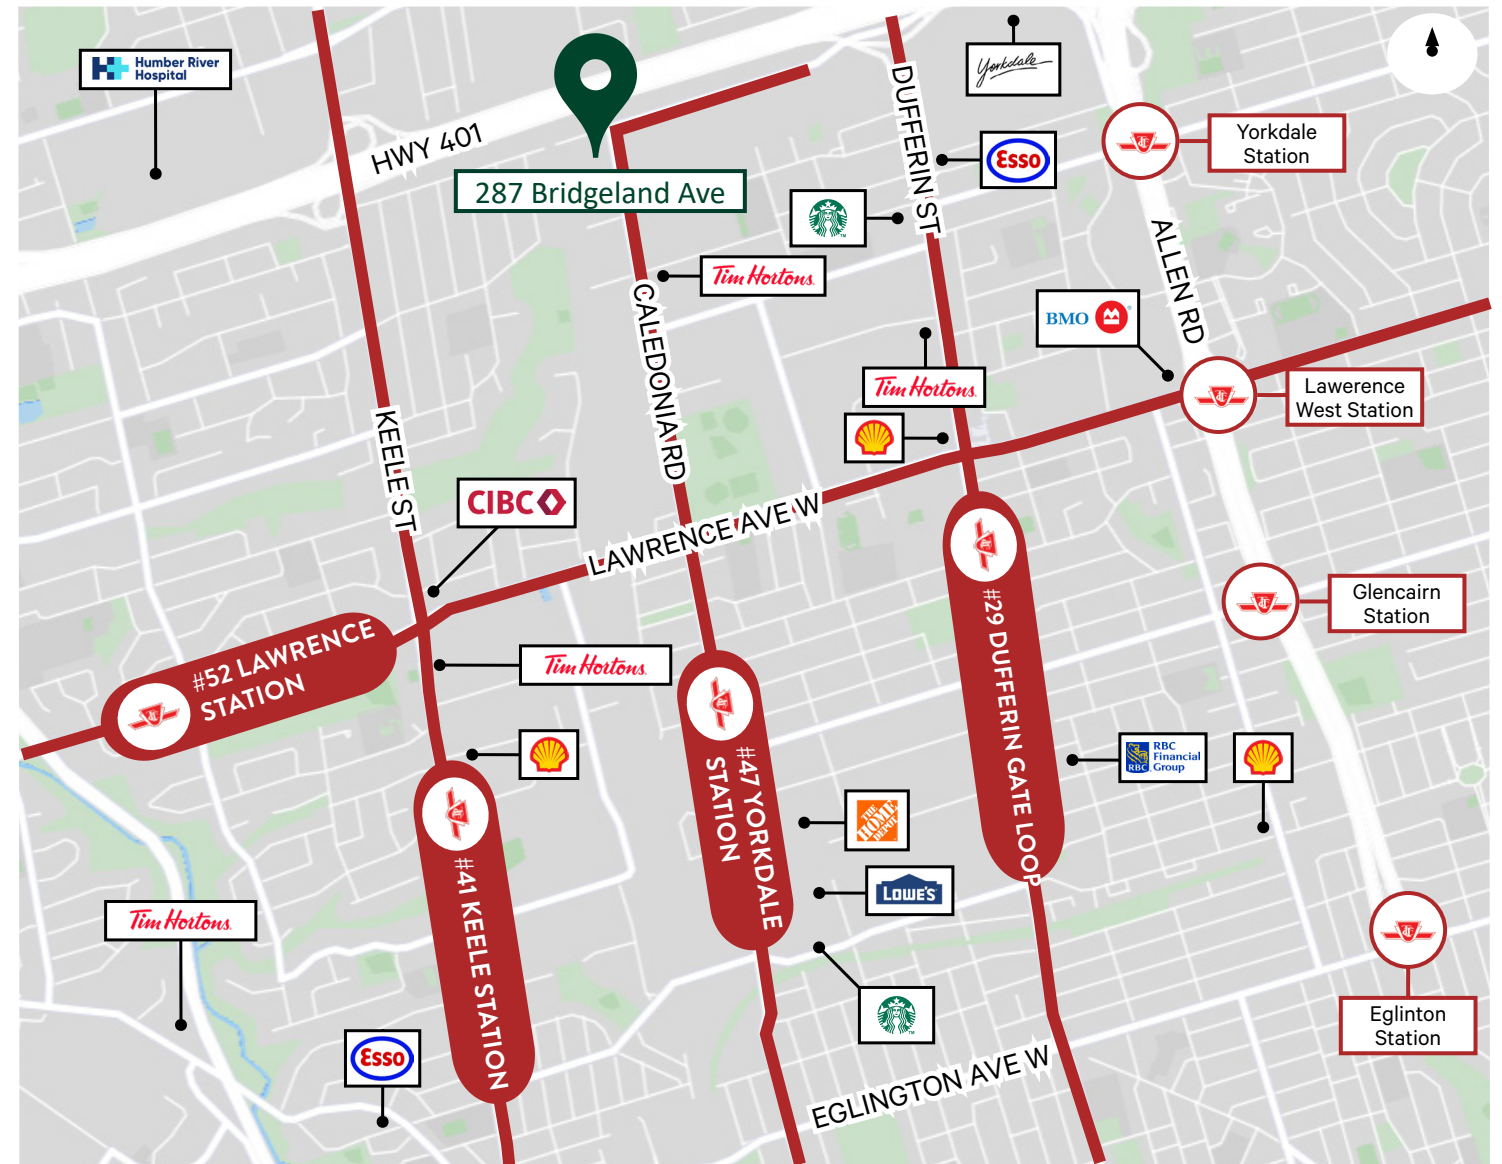 Humber River
Hospital
HWY 401
287 Bridgeland Ave
DUFFERIN ST
Yorkdale
Esso
Yorkdale
Station
ALLEN RD
Tim Hortons.
CALEDONIA RD
BMO
Tim Hortons.
Lawerence
West Station
KEELE ST
CIBC
LAWRENCE AVE W
#52 LAWRENCE
STATION
Tim Hortons.
#29 DUFFERIN GATE LOOP
Glencairn
Station
#47 YORKDALE
STATION
RBC
RBC
Financial
Group
THE
HOME
DEPOT
LOWE'S
#41 KEELE STATION
Tim Hortons.
Esso
EGLINGTON AVE W
Eglinton
Station